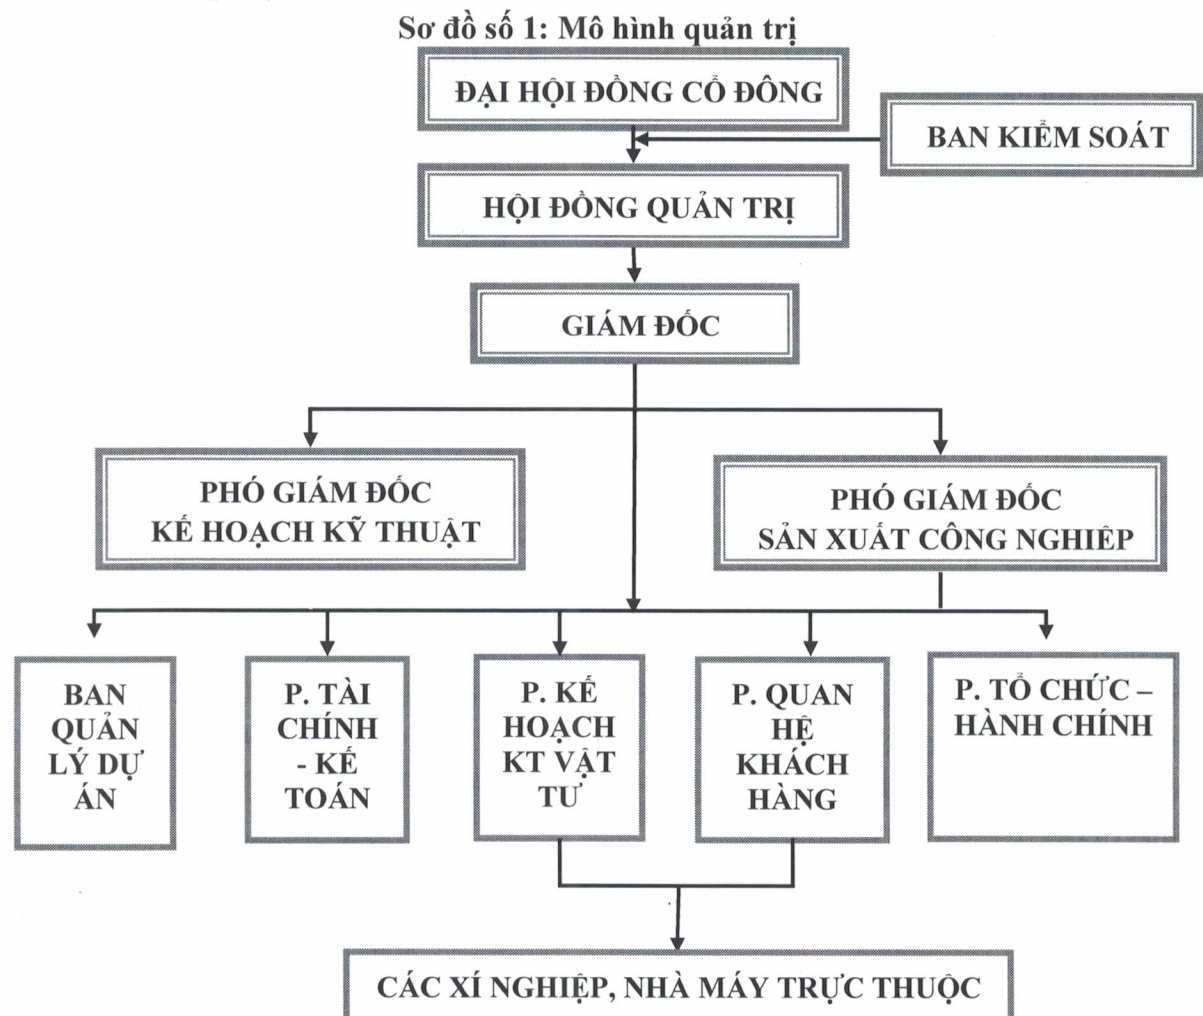 Sơ đồ số 1: Mô hình quản trị
ĐẠI HỘI ĐỒNG CỔ ĐÔNG
BAN KIỂM SOÁT
HỘI ĐỒNG QUẢN TRỊ
GIÁM ĐỐC
PHÓ GIÁM ĐỐC
KẾ HOẠCH KỸ THUẬT
PHÓ GIÁM ĐỐC
SẢN XUẤT CÔNG NGHIỆP
BAN
QUẢN
LÝ DỰ
ÁN
P. TÀI
CHÍNH
- KẾ
TOÁN
P. KẾ
HOẠCH
KT VẬT
TƯ
P. QUAN
HỆ
KHÁCH
HÀNG
P. TỔ CHỨC –
HÀNH CHÍNH
CÁC XÍ NGHIỆP, NHÀ MÁY TRỰC THUỘC